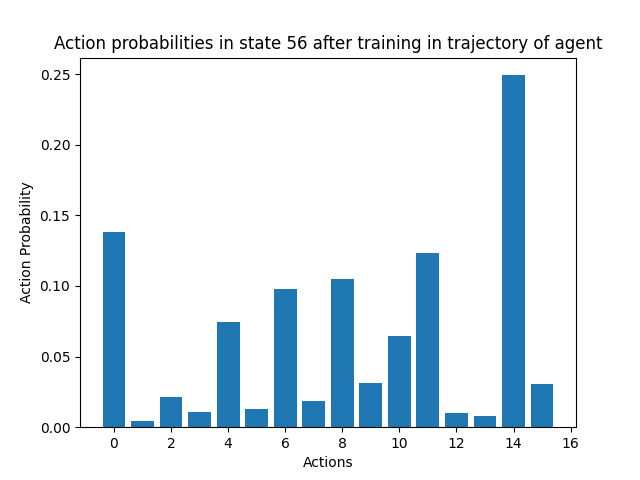 Action probabilities in state 56 after training in trajectory of agent
0.25
0.20
0.15
0.10
0.05
0.00
Action Probability
0 2 4 6 8 10 12 14 16
Actions